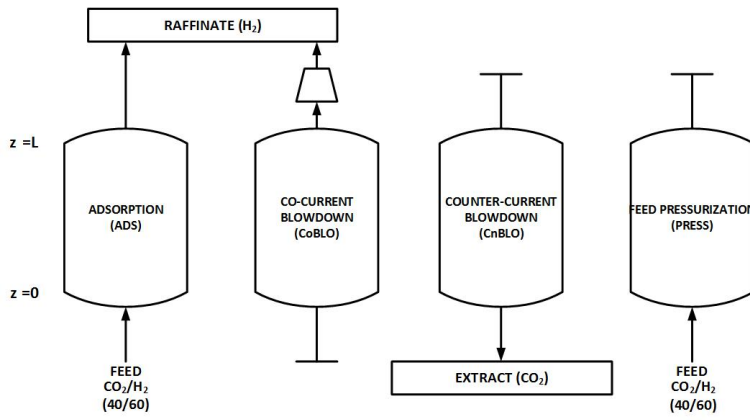 RAFFINATE (H₂)
z =L
ADSORPTION
(ADS)
CO-CURRENT
BLOWDOWN
(CoBLO)
COUNTER-CURRENT
BLOWDOWN
(CnBLO)
FEED PRESSURIZATION
(PRESS)
z =0
FEED
CO₂/H₂
(40/60)
EXTRACT (CO₂)
FEED
CO₂/H₂
(40/60)